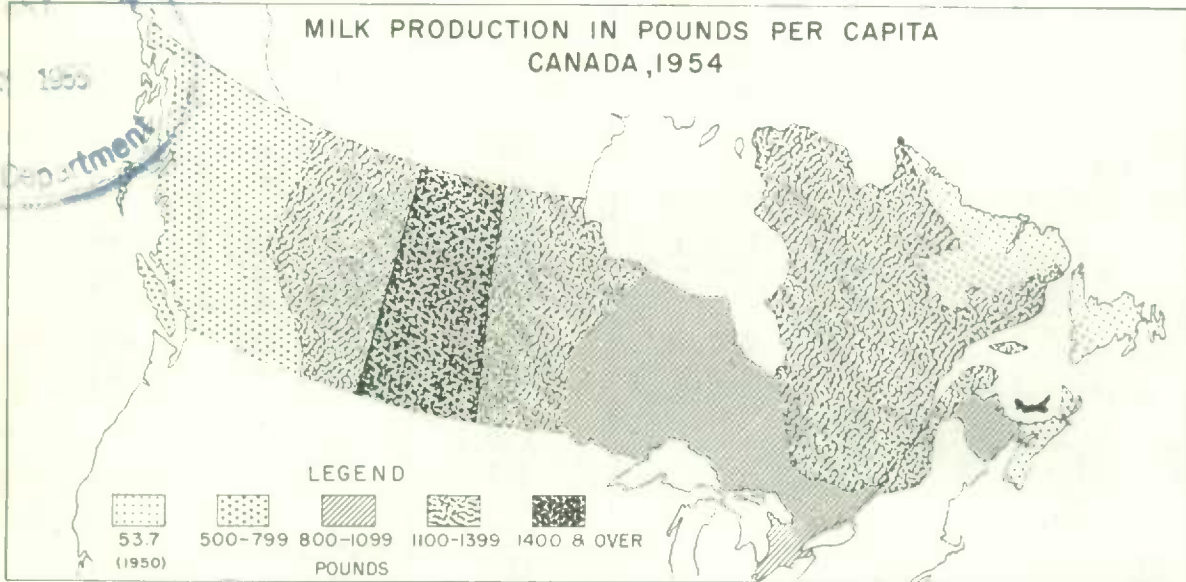 MILK PRODUCTION IN POUNDS PER CAPITA
CANADA, 1954
1955
Department
LEGEND
53.7 500-799 800-1099 1100-1399 1400 & OVER
(1950) POUNDS